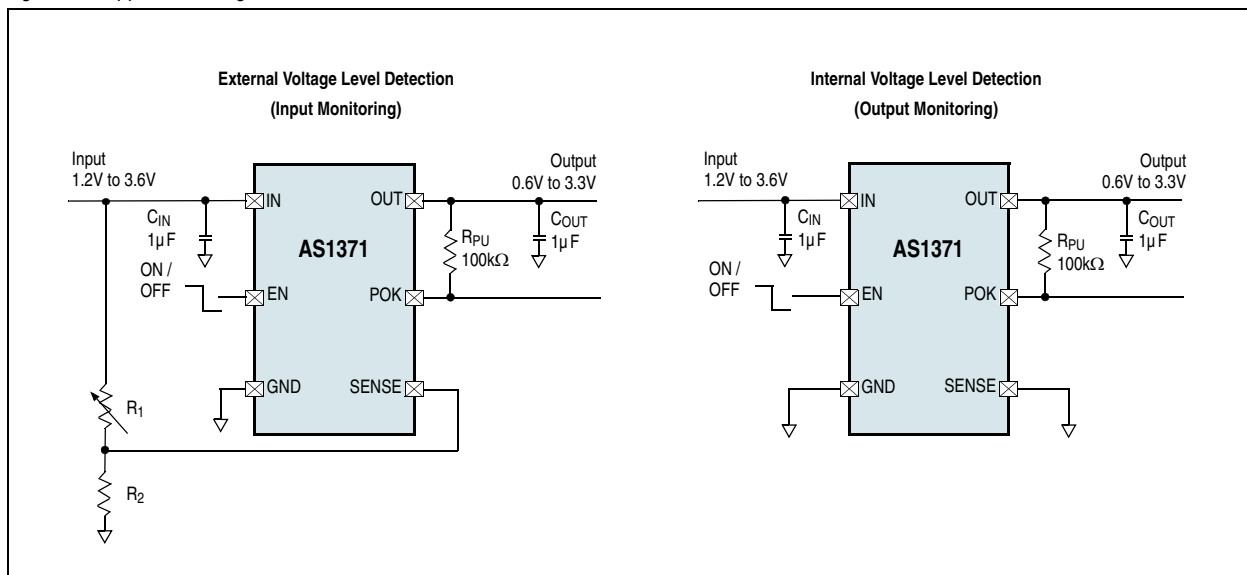 External Voltage Level Detection
(Input Monitoring)
Input
1.2V to 3.6V
Output
0.6V to 3.3V
IN
OUT
CIN
1µF
RPU
100kΩ
COUT
1µF
AS1371
ON /
OFF
EN
POK
GND
SENSE
R1
R2
Internal Voltage Level Detection
(Output Monitoring)
Input
1.2V to 3.6V
Output
0.6V to 3.3V
IN
OUT
CIN
1µF
RPU
100kΩ
COUT
1µF
AS1371
ON /
OFF
EN
POK
GND
SENSE